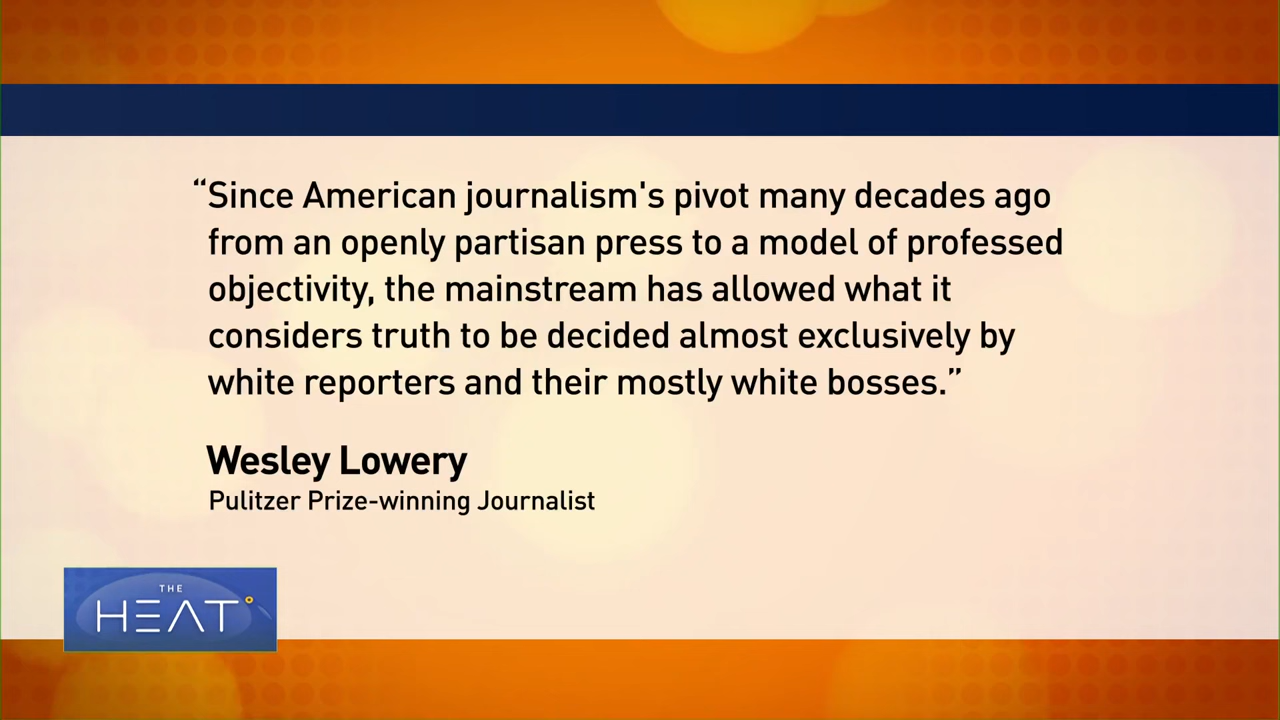 “Since American journalism's pivot many decades ago
from an openly partisan press to a model of professed
objectivity, the mainstream has allowed what it
considers truth to be decided almost exclusively by
white reporters and their mostly white bosses.”
Wesley Lowery
Pulitzer Prize-winning Journalist
THE
HEAT